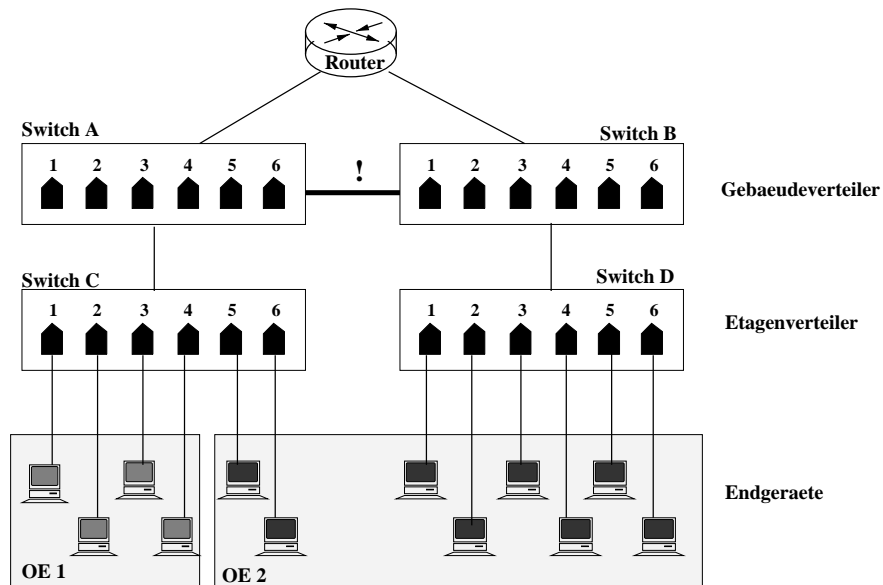 Router
Switch A
Switch B
1 2 3 4 5 6
!
1 2 3 4 5 6
Gebaeudeverteiler
Switch C
Switch D
1 2 3 4 5 6
1 2 3 4 5 6
Etagenverteiler
Endgeraete
OE 1
OE 2